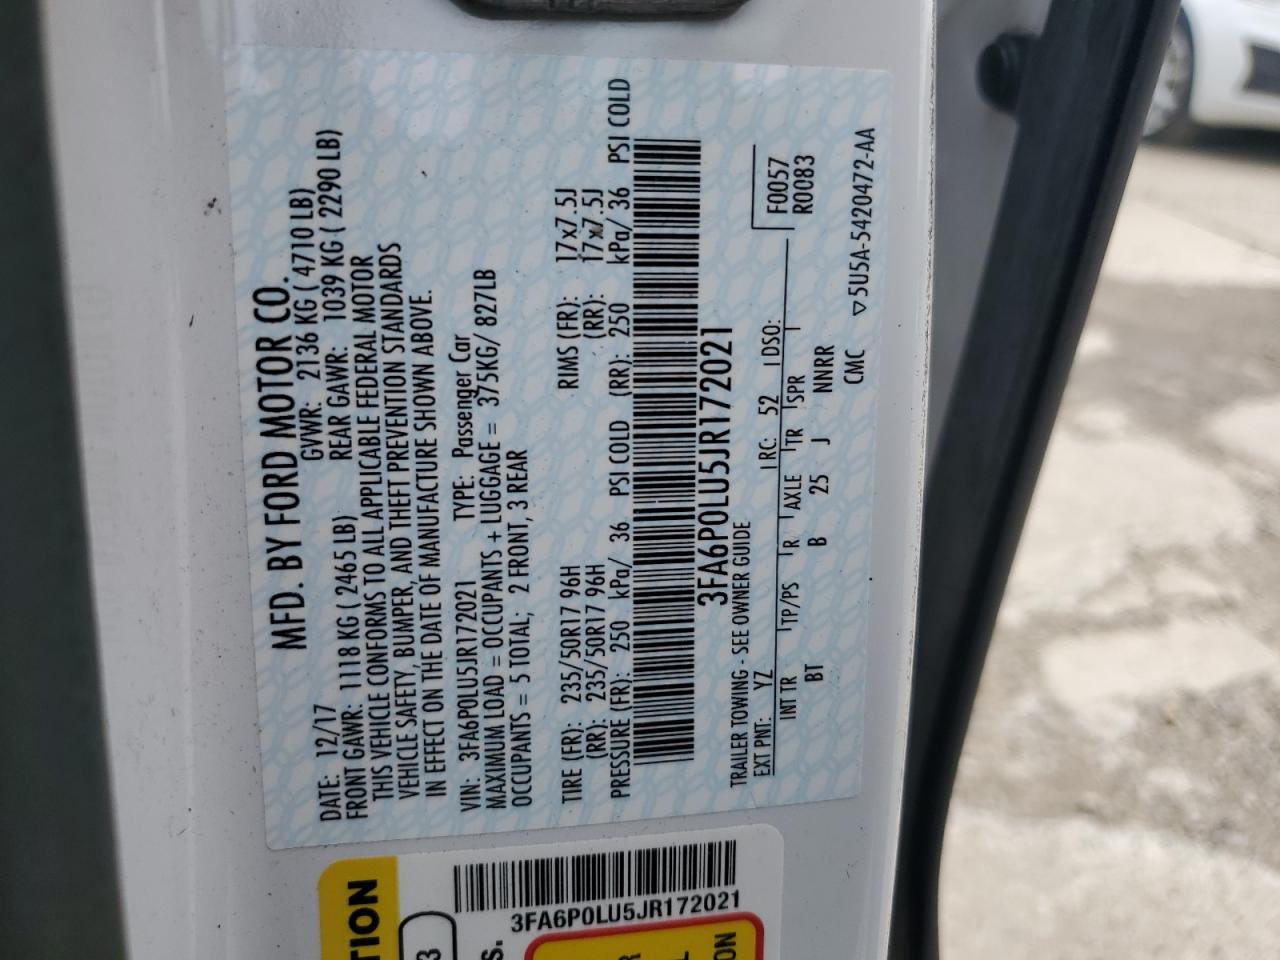 MFD. BY FORD MOTOR CO.
DATE: 12/17 GVWR: 2136 KG ( 4710 LB)
FRONT GAWR: 1118 KG ( 2465 LB) REAR GAWR: 1039 KG ( 2290 LB)
THIS VEHICLE CONFORMS TO ALL APPLICABLE FEDERAL MOTOR
VEHICLE SAFETY, BUMPER, AND THEFT PREVENTION STANDARDS
IN EFFECT ON THE DATE OF MANUFACTURE SHOWN ABOVE.
VIN: 3FA6P0LU5JR172021 TYPE: Passenger Car
MAXIMUM LOAD = OCCUPANTS + LUGGAGE = 375KG/ 827LB
OCCUPANTS = 5 TOTAL; 2 FRONT, 3 REAR
TIRE (FR): 235/50R17 96H RIMS (FR): 17x7.5J
(RR): 235/50R17 96H (RR): 17x7.5J
PRESSURE (FR): 250 kPa/ 36 PSI COLD (RR): 250 kPa/ 36 PSI COLD
3FA6P0LU5JR172021
TRAILER TOWING - SEE OWNER GUIDE
EXT PNT: YZ RC: 52 DSO: F0057
INT TR TP/PS R AXLE TR SPR R0083
BT B 25 J NNRR
CMC ▽5U5A-5420472-AA
TION
3
S.
3FA6P0LU5JR172021
R
L
ON